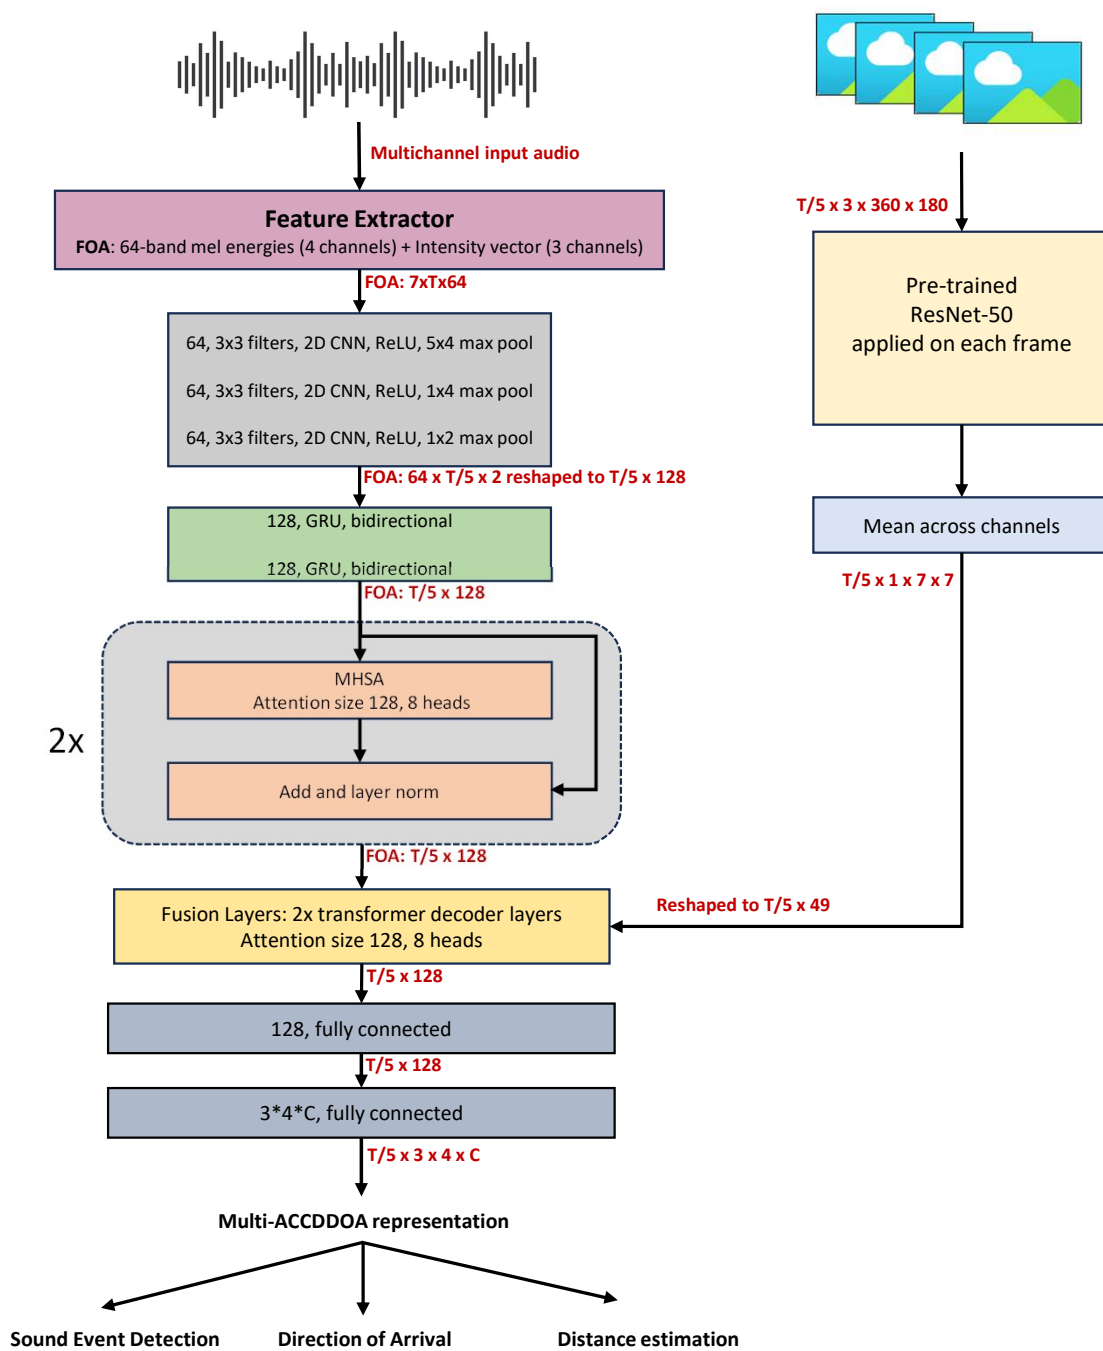 Multichannel input audio
Feature Extractor
FOA: 64-band mel energies (4 channels) + Intensity vector (3 channels)
FOA: 7xTx64
64, 3x3 filters, 2D CNN, ReLU, 5x4 max pool
64, 3x3 filters, 2D CNN, ReLU, 1x4 max pool
64, 3x3 filters, 2D CNN, ReLU, 1x2 max pool
FOA: 64 x T/5 x 2 reshaped to T/5 x 128
128, GRU, bidirectional
128, GRU, bidirectional
FOA: T/5 x 128
2x
MHSA
Attention size 128, 8 heads
Add and layer norm
FOA: T/5 x 128
T/5 x 3 x 360 x 180
Pre-trained
ResNet-50
applied on each frame
Mean across channels
T/5 x 1 x 7 x 7
Reshaped to T/5 x 49
Fusion Layers: 2x transformer decoder layers
Attention size 128, 8 heads
T/5 x 128
128, fully connected
T/5 x 128
3*4*C, fully connected
T/5 x 3 x 4 x C
Multi-ACCDDOA representation
Sound Event Detection
Direction of Arrival
Distance estimation